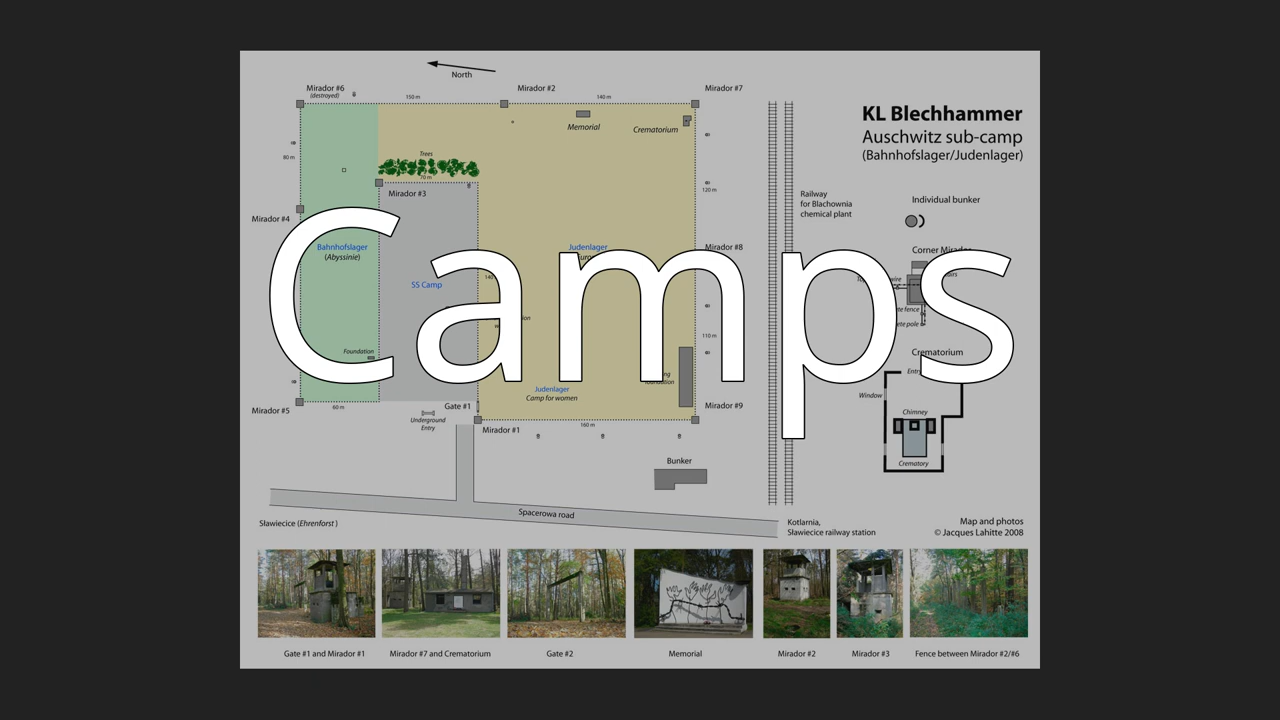 North
Mirador #6
(destroyed)
150 m
Mirador #2
140 m
Mirador #7
KL Blechhammer
Auschwitz sub-camp
(Bahnhofslager/Judenlager)
Memorial
Crematorium
80 m
Trees
70 m
Mirador #3
120 m
Railway
for Blachownia
chemical plant
Individual bunker
Mirador #4
Bahnhofslager
(Abyssinie)
Judenlager
Mirador #8
Corner Mirador
SS Camp
Camps
110 m
Foundation
Crematorium
Window
Mirador #5
60 m
Gate #1
Judenlager
Camp for women
Mirador #9
Chimney
Underground
Entry
Mirador #1
160 m
Bunker
Crematory
Sławiecice (Ehrenforst)
Spacerowa road
Kotlarnia,
Sławiecice railway station
Map and photos
© Jacques Lahitte 2008
Gate #1 and Mirador #1
Mirador #7 and Crematorium
Gate #2
Memorial
Mirador #2
Mirador #3
Fence between Mirador #2/#6